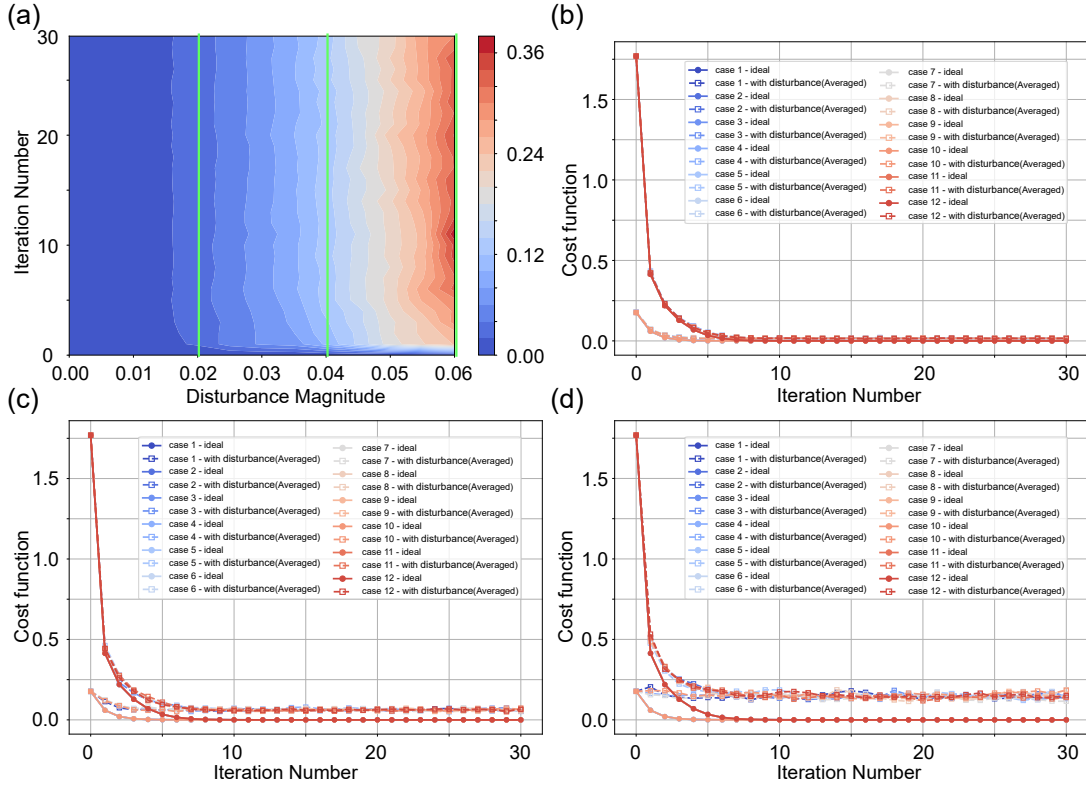 (a)
30
20
10
0
Iteration Number
0.00 0.01 0.02 0.03 0.04 0.05 0.06
Disturbance Magnitude
0.36
0.24
0.12
0.00
(b)
1.75
1.5
0.5
0.25
0.0
Cost function
case 1 - ideal
case 1 - with disturbance(Averaged)
case 2 - ideal
case 2 - with disturbance(Averaged)
case 3 - ideal
case 3 - with disturbance(Averaged)
case 4 - ideal
case 4 - with disturbance(Averaged)
case 5 - ideal
case 5 - with disturbance(Averaged)
case 6 - ideal
case 6 - with disturbance(Averaged)
case 7 - ideal
case 7 - with disturbance(Averaged)
case 8 - ideal
case 8 - with disturbance(Averaged)
case 9 - ideal
case 9 - with disturbance(Averaged)
case 10 - ideal
case 10 - with disturbance(Averaged)
case 11 - ideal
case 11 - with disturbance(Averaged)
case 12 - ideal
case 12 - with disturbance(Averaged)
0 10 20 30
Iteration Number
(c)
1.5
1.0
0.5
0.0
Cost function
case 1 - ideal
case 1 - with disturbance(Averaged)
case 2 - ideal
case 2 - with disturbance(Averaged)
case 3 - ideal
case 3 - with disturbance(Averaged)
case 4 - ideal
case 4 - with disturbance(Averaged)
case 5 - ideal
case 5 - with disturbance(Averaged)
case 6 - ideal
case 6 - with disturbance(Averaged)
case 7 - ideal
case 7 - with disturbance(Averaged)
case 8 - ideal
case 8 - with disturbance(Averaged)
case 9 - ideal
case 9 - with disturbance(Averaged)
case 10 - ideal
case 10 - with disturbance(Averaged)
case 11 - ideal
case 11 - with disturbance(Averaged)
case 12 - ideal
case 12 - with disturbance(Averaged)
0 10 20 30
Iteration Number
(d)
1.5
1.0
0.5
0.0
Cost function
case 1 - ideal
case 1 - with disturbance(Averaged)
case 2 - ideal
case 2 - with disturbance(Averaged)
case 3 - ideal
case 3 - with disturbance(Averaged)
case 4 - ideal
case 4 - with disturbance(Averaged)
case 5 - ideal
case 5 - with disturbance(Averaged)
case 6 - ideal
case 6 - with disturbance(Averaged)
case 7 - ideal
case 7 - with disturbance(Averaged)
case 8 - ideal
case 8 - with disturbance(Averaged)
case 9 - ideal
case 9 - with disturbance(Averaged)
case 10 - ideal
case 10 - with disturbance(Averaged)
case 11 - ideal
case 11 - with disturbance(Averaged)
case 12 - ideal
case 12 - with disturbance(Averaged)
0 10 20 30
Iteration Number